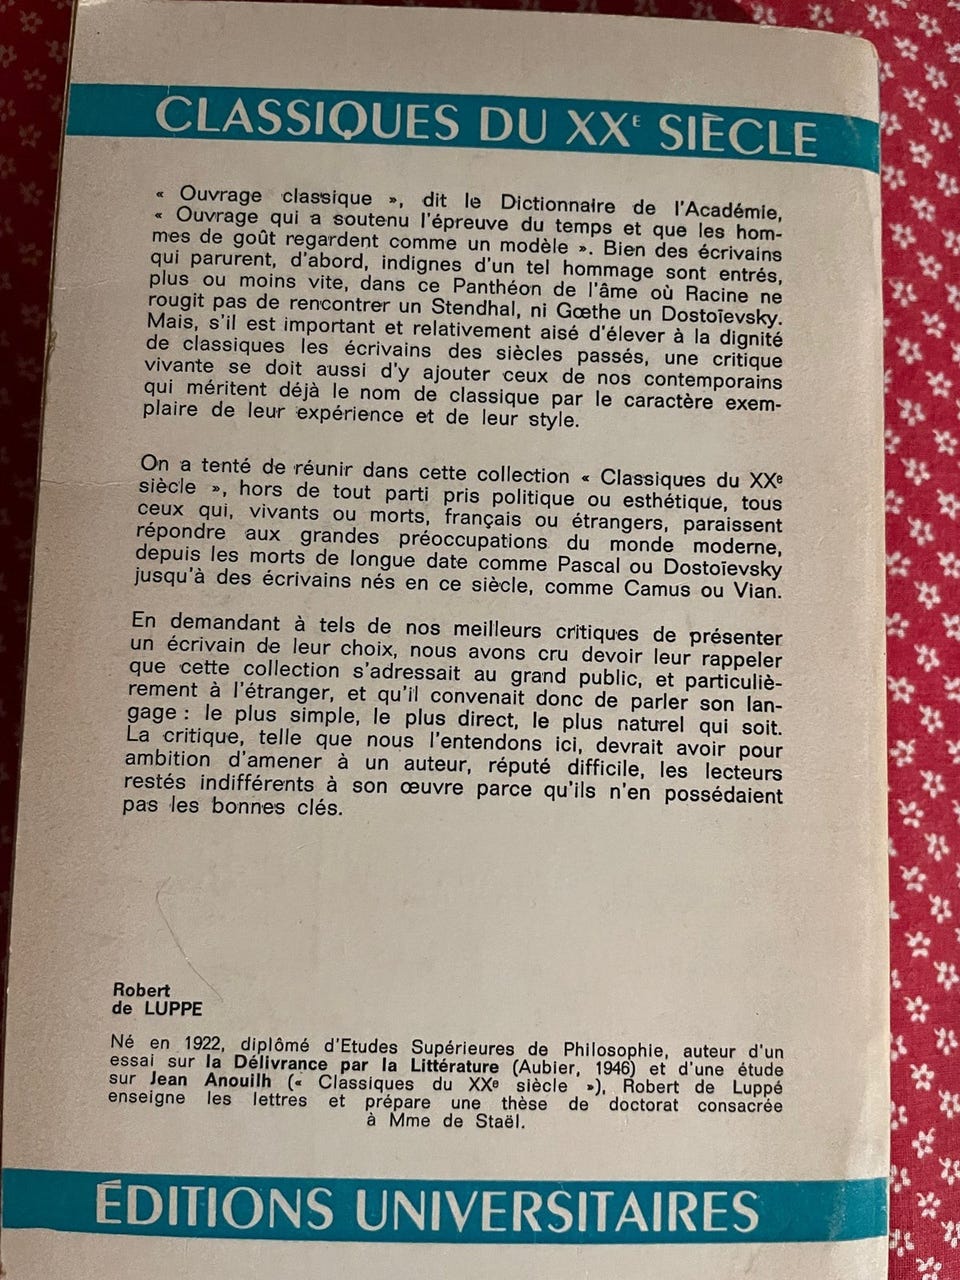 CLASSIQUES DU XXE SIÈCLE
« Ouvrage classique », dit le Dictionnaire de l'Académie,
« Ouvrage qui a soutenu l'épreuve du temps et que les hom-
mes de goût regardent comme un modèle ». Bien des écrivains
qui parurent, d'abord, indignes d'un tel hommage sont entrés,
plus ou moins vite, dans ce Panthéon de l'âme où Racine ne
rougit pas de rencontrer un Stendhal, ni Gœthe un Dostoïevsky.
Mais, s'il est important et relativement aisé d'élever à la dignité
de classiques les écrivains des siècles passés, une critique
vivante se doit aussi d'y ajouter ceux de nos contemporains
qui méritent déjà le nom de classique par le caractère exem-
plaire de leur expérience et de leur style.
On a tenté de réunir dans cette collection « Classiques du XXe
siècle », hors de tout parti pris politique ou esthétique, tous
ceux qui, vivants ou morts, français ou étrangers, paraissent
répondre aux grandes préoccupations du monde moderne,
depuis les morts de longue date comme Pascal ou Dostoïevsky
jusqu'à des écrivains nés en ce siècle, comme Camus ou Vian.
En demandant à tels de nos meilleurs critiques de présenter
un écrivain de leur choix, nous avons cru devoir leur rappeler
que cette collection s'adressait au grand public, et particuliè-
rement à l'étranger, et qu'il convenait donc de parler son lan-
gage : le plus simple, le plus direct, le plus naturel qui soit.
La critique, telle que nous l'entendons ici, devrait avoir pour
ambition d'amener à un auteur, réputé difficile, les lecteurs
restés indifférents à son œuvre parce qu'ils n'en possédaient
pas les bonnes clés.
Robert
de LUPPE
Né en 1922, diplômé d'Etudes Supérieures de Philosophie, auteur d'un
essai sur la Délivrance par la Littérature (Aubier, 1946) et d'une étude
sur Jean Anouilh (« Classiques du XXe siècle »), Robert de Luppé
enseigne les lettres et prépare une thèse de doctorat consacrée
à Mme de Staël.
ÉDITIONS UNIVERSITAIRES